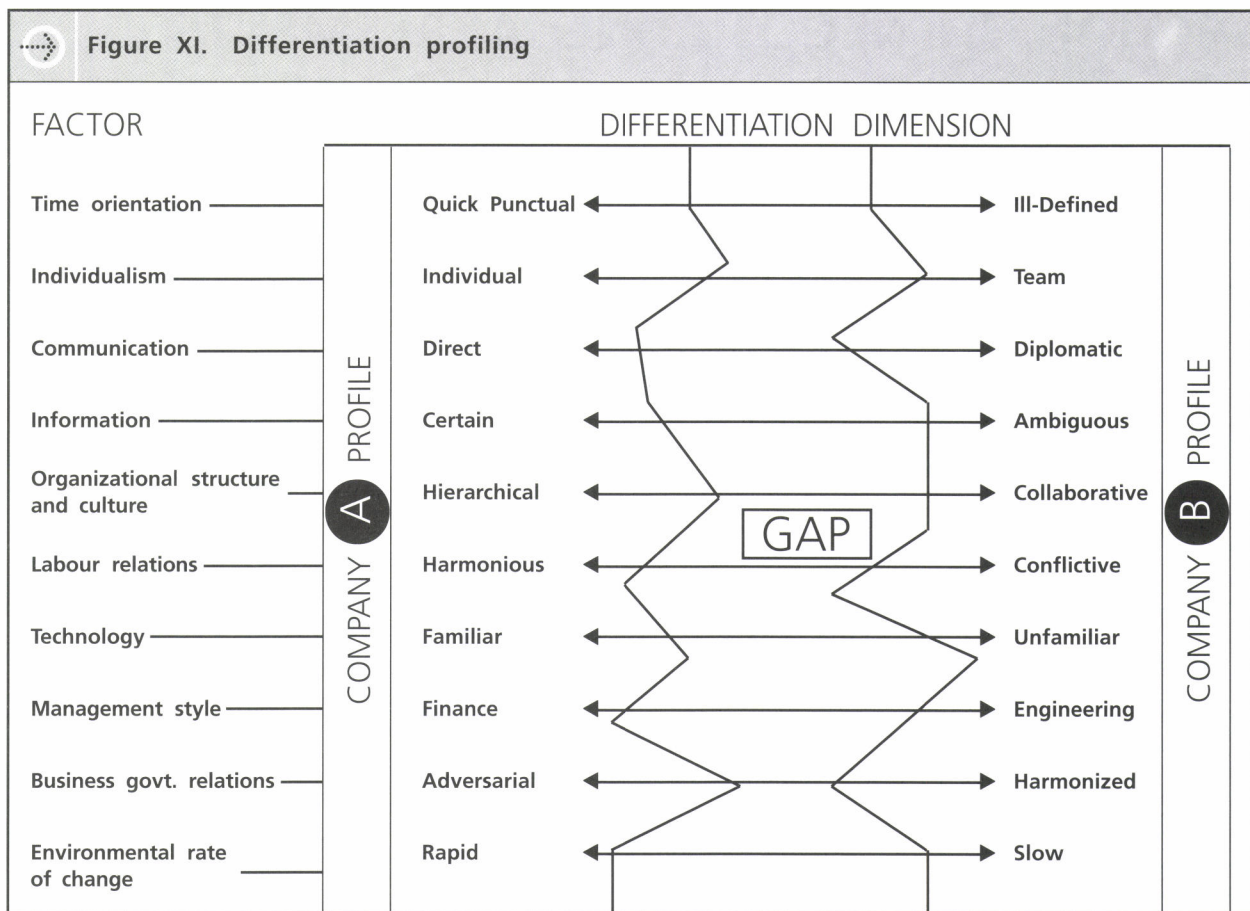 Figure XI. Differentiation profiling
FACTOR
DIFFERENTIATION DIMENSION
Time orientation
Quick Punctual
Ill-Defined
Individualism
Individual
Team
Communication
Direct
Diplomatic
Information
Certain
Ambiguous
Organizational structure
and culture
Hierarchical
Collaborative
Labour relations
Harmonious
Conflictive
Technology
Familiar
Unfamiliar
Management style
Finance
Engineering
Business govt. relations
Adversarial
Harmonized
Environmental rate
of change
Rapid
Slow
COMPANY A PROFILE
GAP
COMPANY B PROFILE